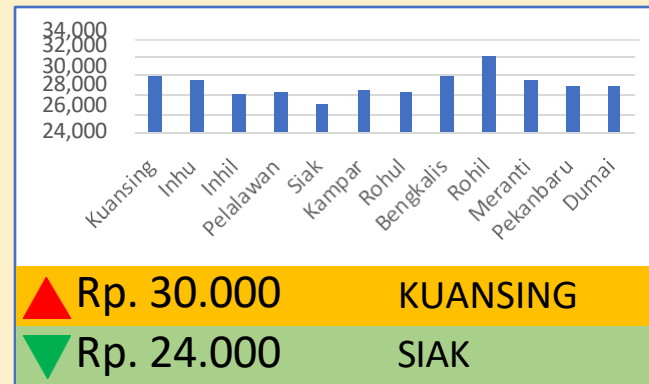 34,000
32,000
30,000
28,000
26,000
24,000
Kuansing
Inhu
Inhil
Pelalawan
Siak
Kampar
Rohul
Bengkalis
Rohil
Meranti
Pekanbaru
Dumai
Rp. 30.000 KUANSING
Rp. 24.000 SIAK